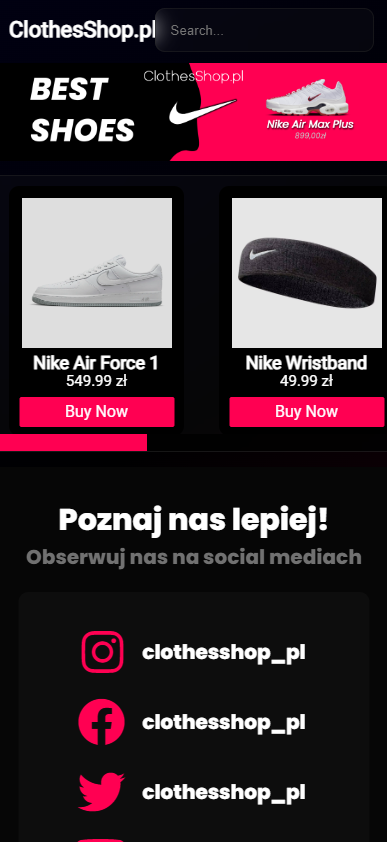 ClothesShop.pl
Search...
ClothesShop.pl
BEST
SHOES
Nike Air Max Plus
899.00zł
Nike Air Force 1
549.99 zł
Buy Now
Nike Wristband
49.99 zł
Buy Now
Poznaj nas lepiej!
Obserwuj nas na social mediach
clothesshop_pl
clothesshop_pl
clothesshop_pl